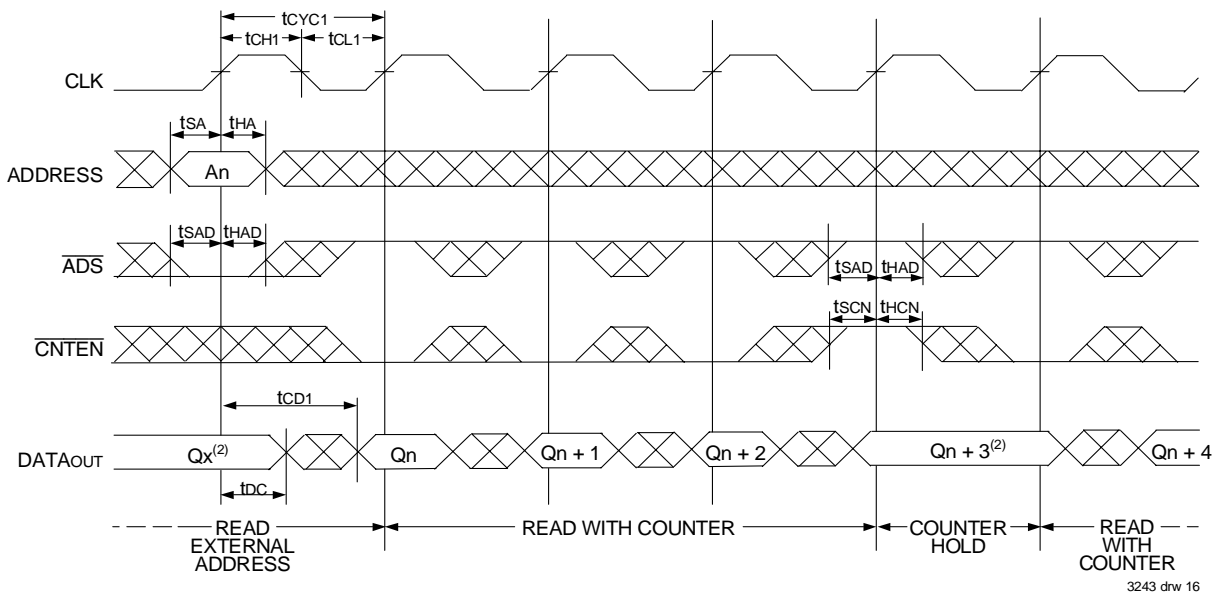 tCYC1
tCH1 tCL1
CLK
tSA tHA
ADDRESS An
tSAD tHAD
ADS
tSAD tHAD
tSCN tHCN
CNTEN
tCD1
DATAOUT Qx(2) Qn Qn + 1 Qn + 2 Qn + 3(2) Qn + 4
tDC
READ EXTERNAL ADDRESS
READ WITH COUNTER
COUNTER HOLD
READ WITH COUNTER
3243 drw 16